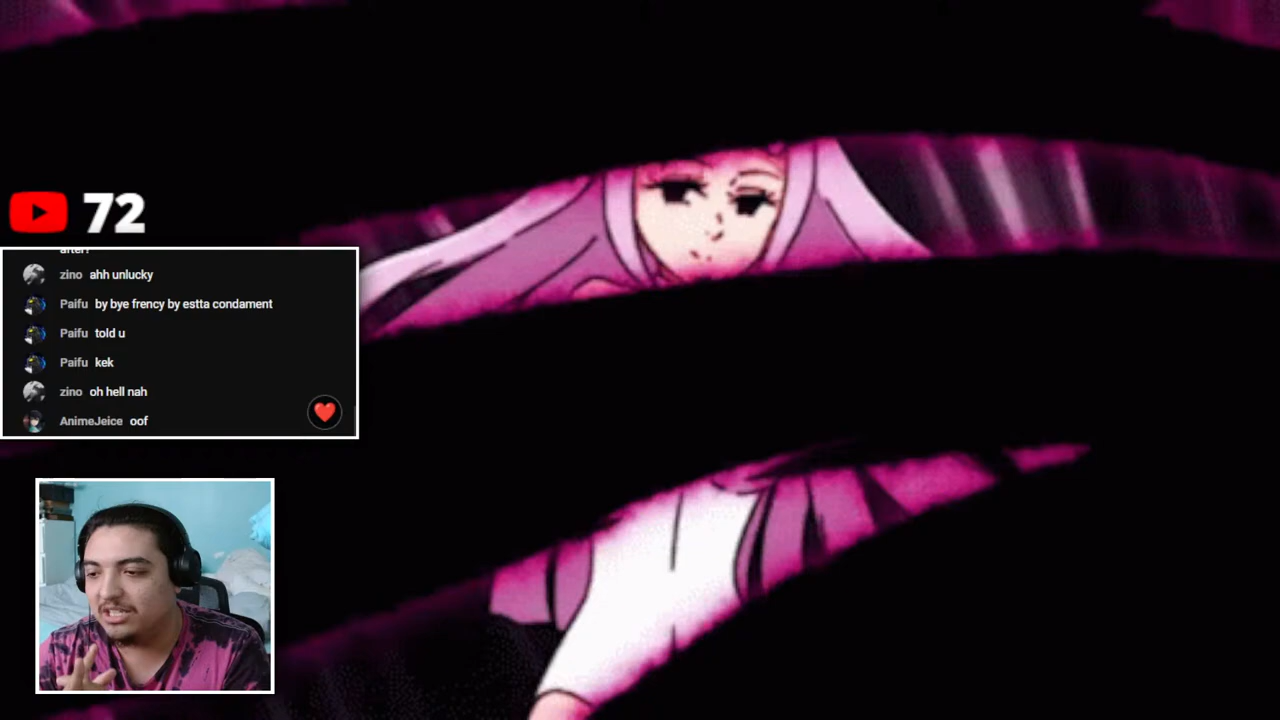 72
after?
zino ahh unlucky
Paifu by bye frency by estta condament
Paifu told u
Paifu kek
zino oh hell nah
AnimeJeice oof